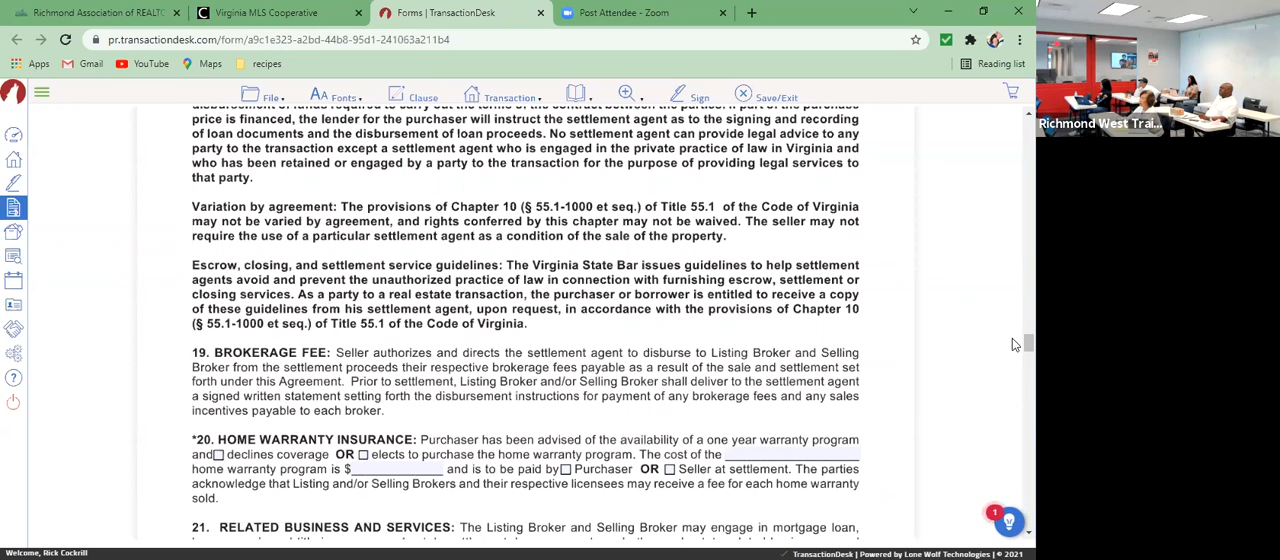 Richmond Association of REALTO
Virginia MLS Cooperative
Forms | TransactionDesk
Post Attendee - Zoom
pr.transactiondesk.com/form/a9c1e323-a2bd-44b8-95d1-241063a211b4
Apps
Gmail
YouTube
Maps
recipes
Reading list
File
Fonts
Clause
Transaction
Sign
Save/Exit
Richmond West Trai...
price is financed, the lender for the purchaser will instruct the settlement agent as to the signing and recording
of loan documents and the disbursement of loan proceeds. No settlement agent can provide legal advice to any
party to the transaction except a settlement agent who is engaged in the private practice of law in Virginia and
who has been retained or engaged by a party to the transaction for the purpose of providing legal services to
that party.
Variation by agreement: The provisions of Chapter 10 (§ 55.1-1000 et seq.) of Title 55.1 of the Code of Virginia
may not be varied by agreement, and rights conferred by this chapter may not be waived. The seller may not
require the use of a particular settlement agent as a condition of the sale of the property.
Escrow, closing, and settlement service guidelines: The Virginia State Bar issues guidelines to help settlement
agents avoid and prevent the unauthorized practice of law in connection with furnishing escrow, settlement or
closing services. As a party to a real estate transaction, the purchaser or borrower is entitled to receive a copy
of these guidelines from his settlement agent, upon request, in accordance with the provisions of Chapter 10
(§ 55.1-1000 et seq.) of Title 55.1 of the Code of Virginia.
19. BROKERAGE FEE: Seller authorizes and directs the settlement agent to disburse to Listing Broker and Selling
Broker from the settlement proceeds their respective brokerage fees payable as a result of the sale and settlement set
forth under this Agreement. Prior to settlement, Listing Broker and/or Selling Broker shall deliver to the settlement agent
a signed written statement setting forth the disbursement instructions for payment of any brokerage fees and any sales
incentives payable to each broker.
*20. HOME WARRANTY INSURANCE: Purchaser has been advised of the availability of a one year warranty program
and declines coverage OR elects to purchase the home warranty program. The cost of the
home warranty program is $ and is to be paid by Purchaser OR Seller at settlement. The parties
acknowledge that Listing and/or Selling Brokers and their respective licensees may receive a fee for each home warranty
sold.
21. RELATED BUSINESS AND SERVICES: The Listing Broker and Selling Broker may engage in mortgage loan,
1
Welcome, Rick Cockrill
TransactionDesk | Powered by Lone Wolf Technologies | © 2021